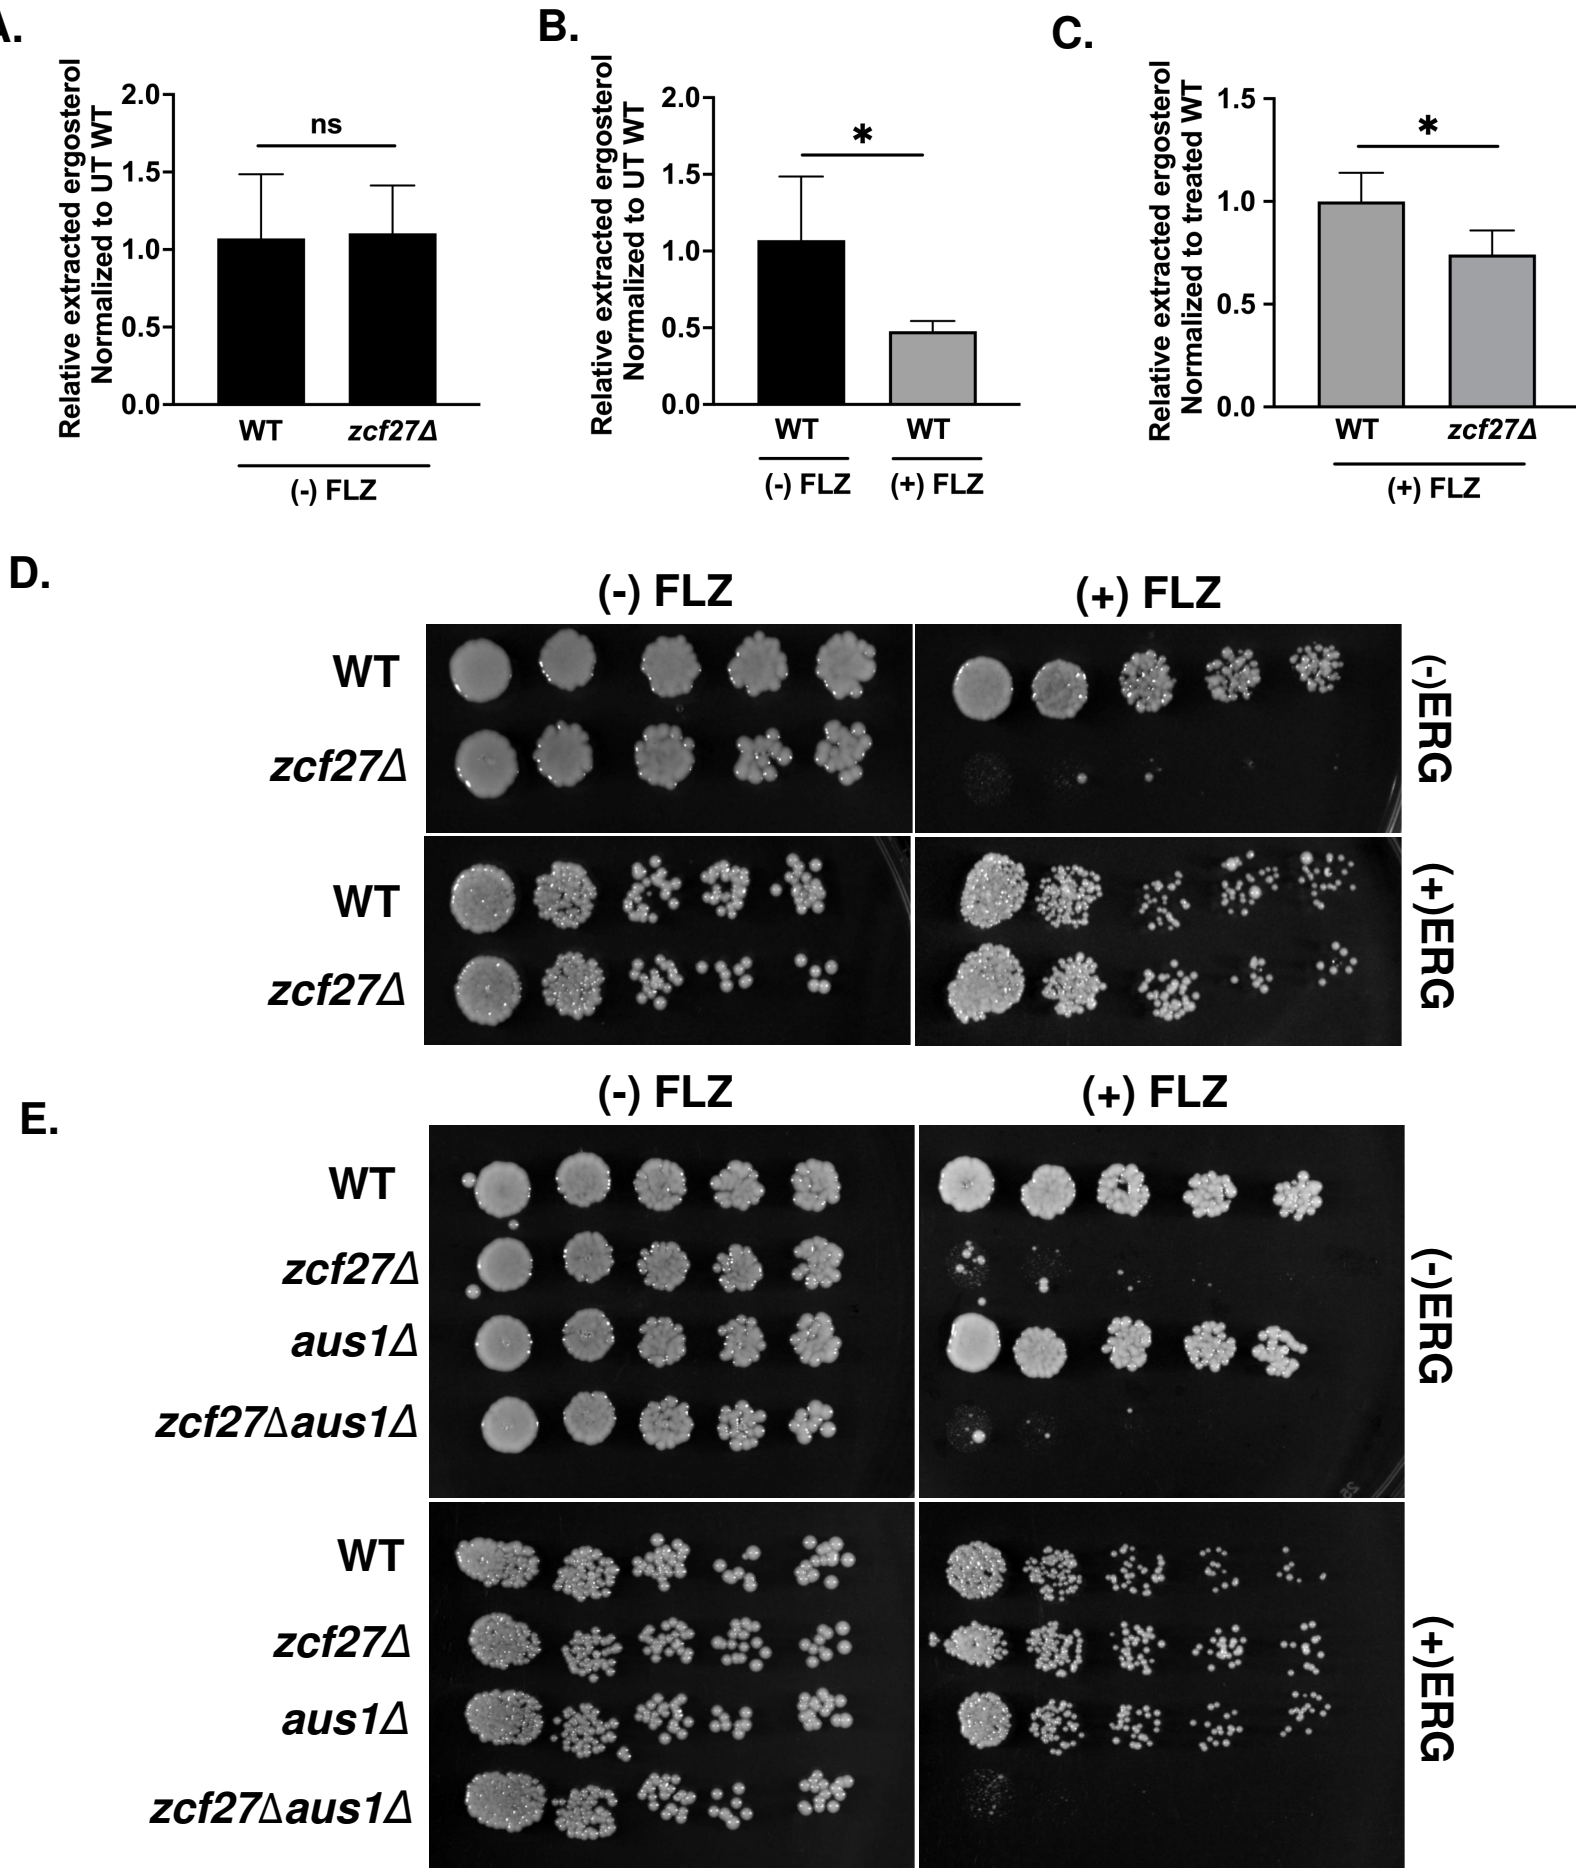 A.
Relative extracted ergosterol
Normalized to UT WT
2.0
1.5
1.0
0.5
0.0
ns
WT
zcf27Δ
(-) FLZ
B.
Relative extracted ergosterol
Normalized to UT WT
2.0
1.5
1.0
0.5
0.0
*
WT
WT
(-) FLZ
(+) FLZ
C.
Relative extracted ergosterol
Normalized to treated WT
1.5
1.0
0.5
0.0
*
WT
zcf27Δ
(+) FLZ
D.
(-) FLZ
(+) FLZ
WT
zcf27Δ
(-)ERG
WT
zcf27Δ
(+)ERG
E.
(-) FLZ
(+) FLZ
WT
zcf27Δ
aus1Δ
zcf27Δaus1Δ
(-)ERG
WT
zcf27Δ
aus1Δ
zcf27Δaus1Δ
(+)ERG